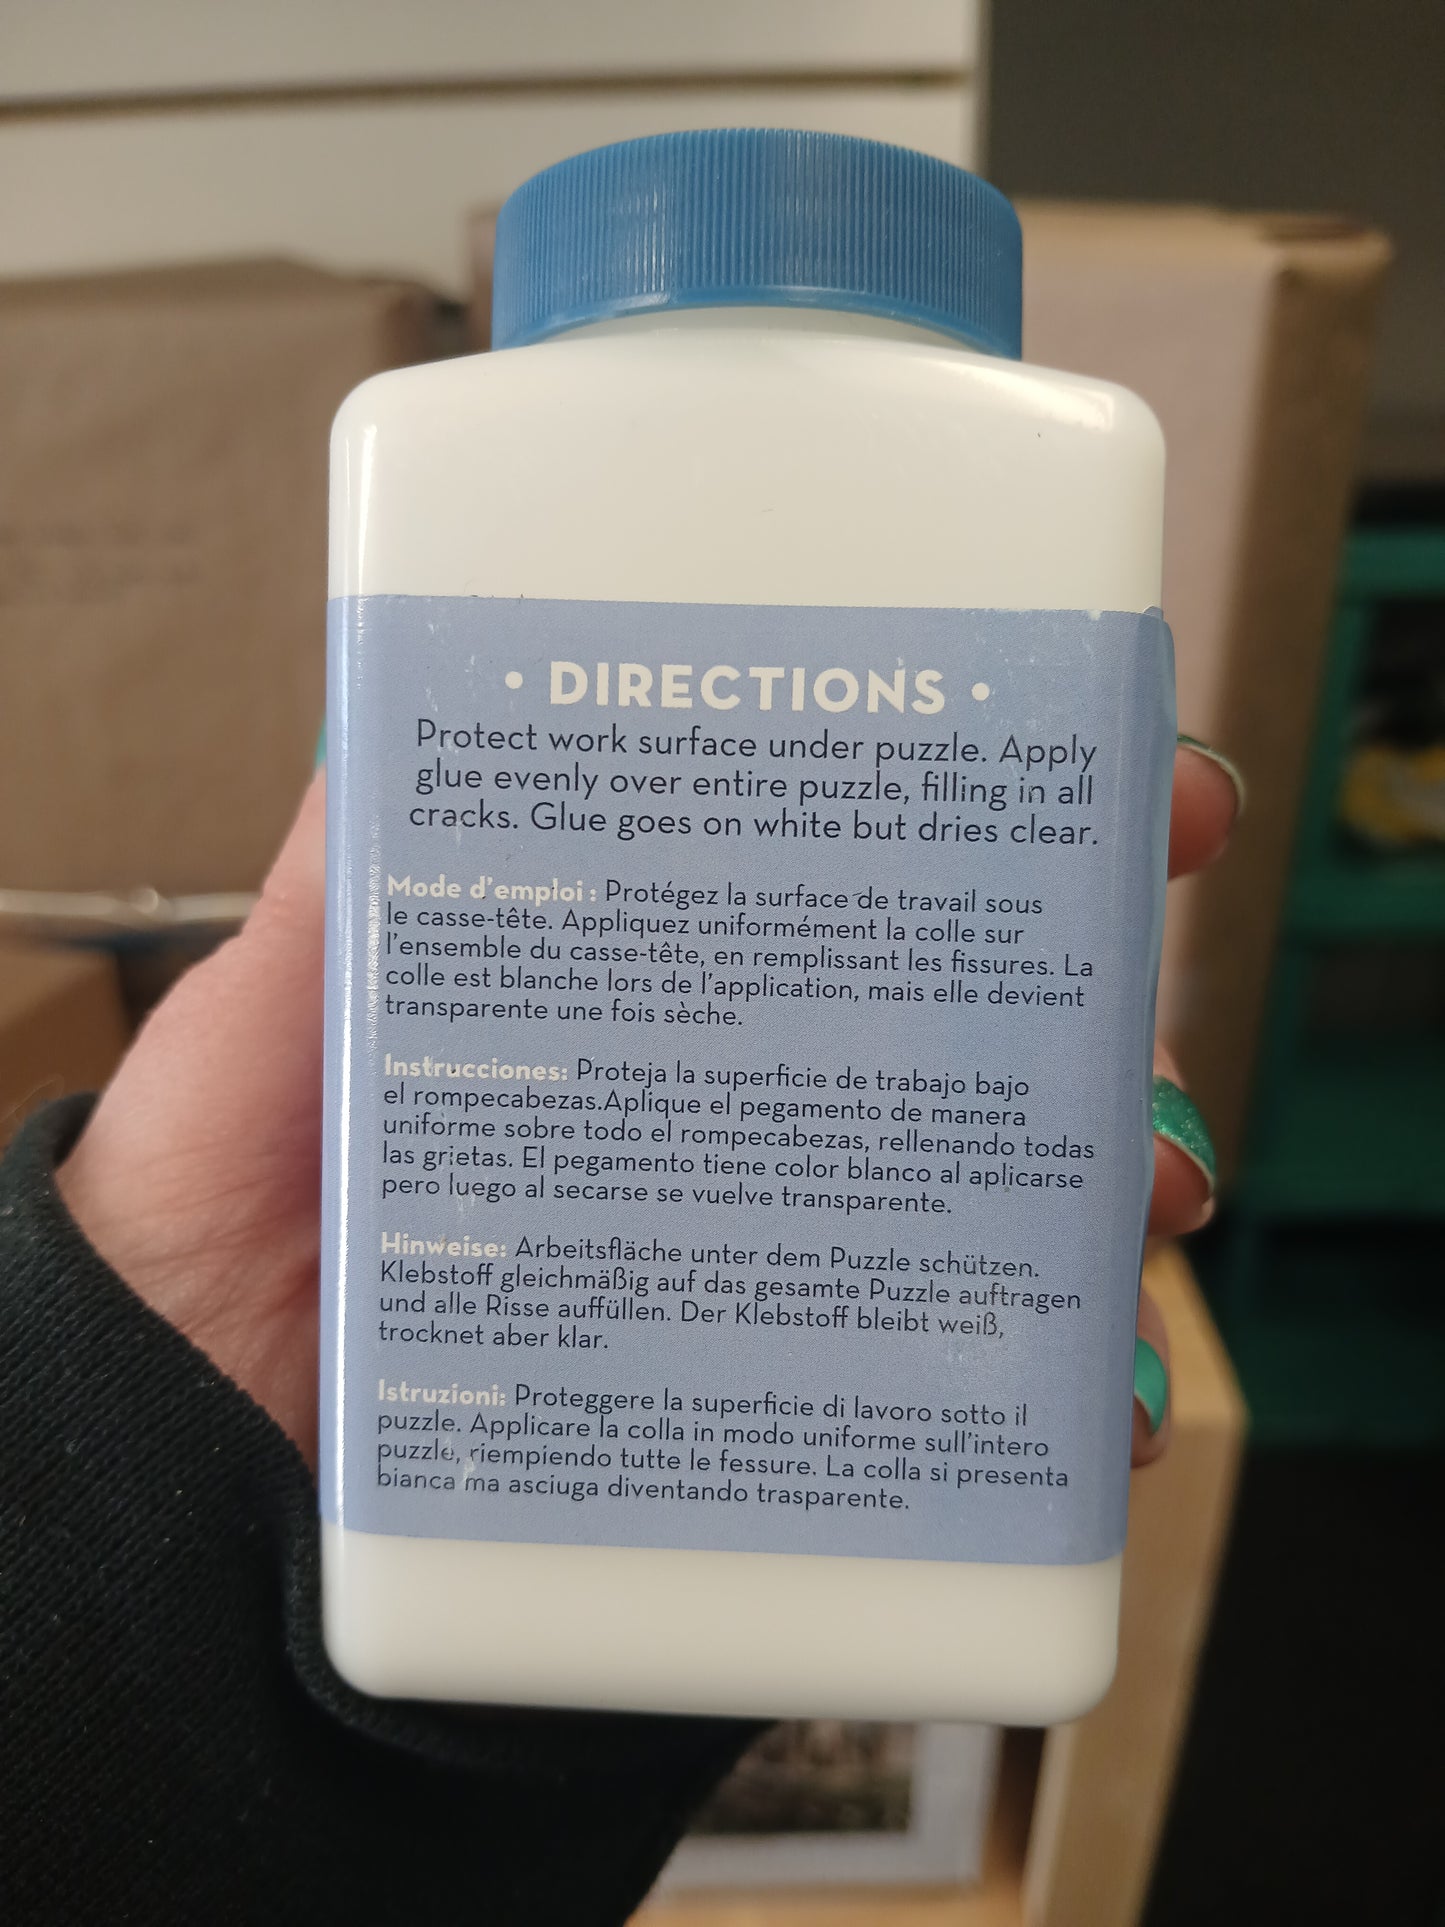 • DIRECTIONS •
Protect work surface under puzzle. Apply
glue evenly over entire puzzle, filling in all
cracks. Glue goes on white but dries clear.
Mode d'emploi : Protégez la surface de travail sous
le casse-tête. Appliquez uniformément la colle sur
l'ensemble du casse-tête, en remplissant les fissures. La
colle est blanche lors de l'application, mais elle devient
transparente une fois sèche.
Instrucciones: Proteja la superficie de trabajo bajo
el rompecabezas.Aplique el pegamento de manera
uniforme sobre todo el rompecabezas, rellenando todas
las grietas. El pegamento tiene color blanco al aplicarse
pero luego al secarse se vuelve transparente.
Hinweise: Arbeitsfläche unter dem Puzzle schützen.
Klebstoff gleichmäßig auf das gesamte Puzzle auftragen
und alle Risse auffüllen. Der Klebstoff bleibt weiß,
trocknet aber klar.
Istruzioni: Proteggere la superficie di lavoro sotto il
puzzle. Applicare la colla in modo uniforme sull'intero
puzzle, riempiendo tutte le fessure. La colla si presenta
bianca ma asciuga diventando trasparente.